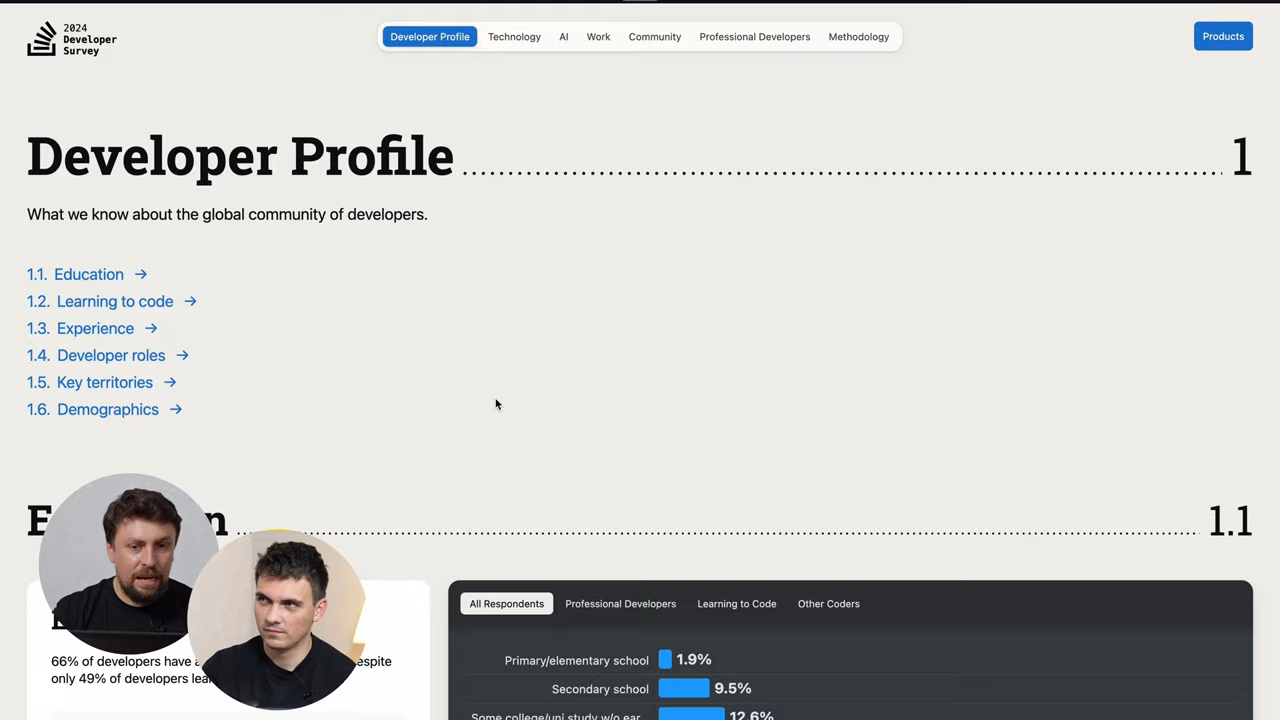 2024
Developer
Survey
Developer Profile
Technology
AI
Work
Community
Professional Developers
Methodology
Products
Developer Profile
1
What we know about the global community of developers.
1.1. Education →
1.2. Learning to code →
1.3. Experience →
1.4. Developer roles →
1.5. Key territories →
1.6. Demographics →
1.1
66% of developers have
only 49% of developers
All Respondents
Professional Developers
Learning to Code
Other Coders
Primary/elementary school 1.9%
Secondary school 9.5%
Some college/uni study w/o 12.6%